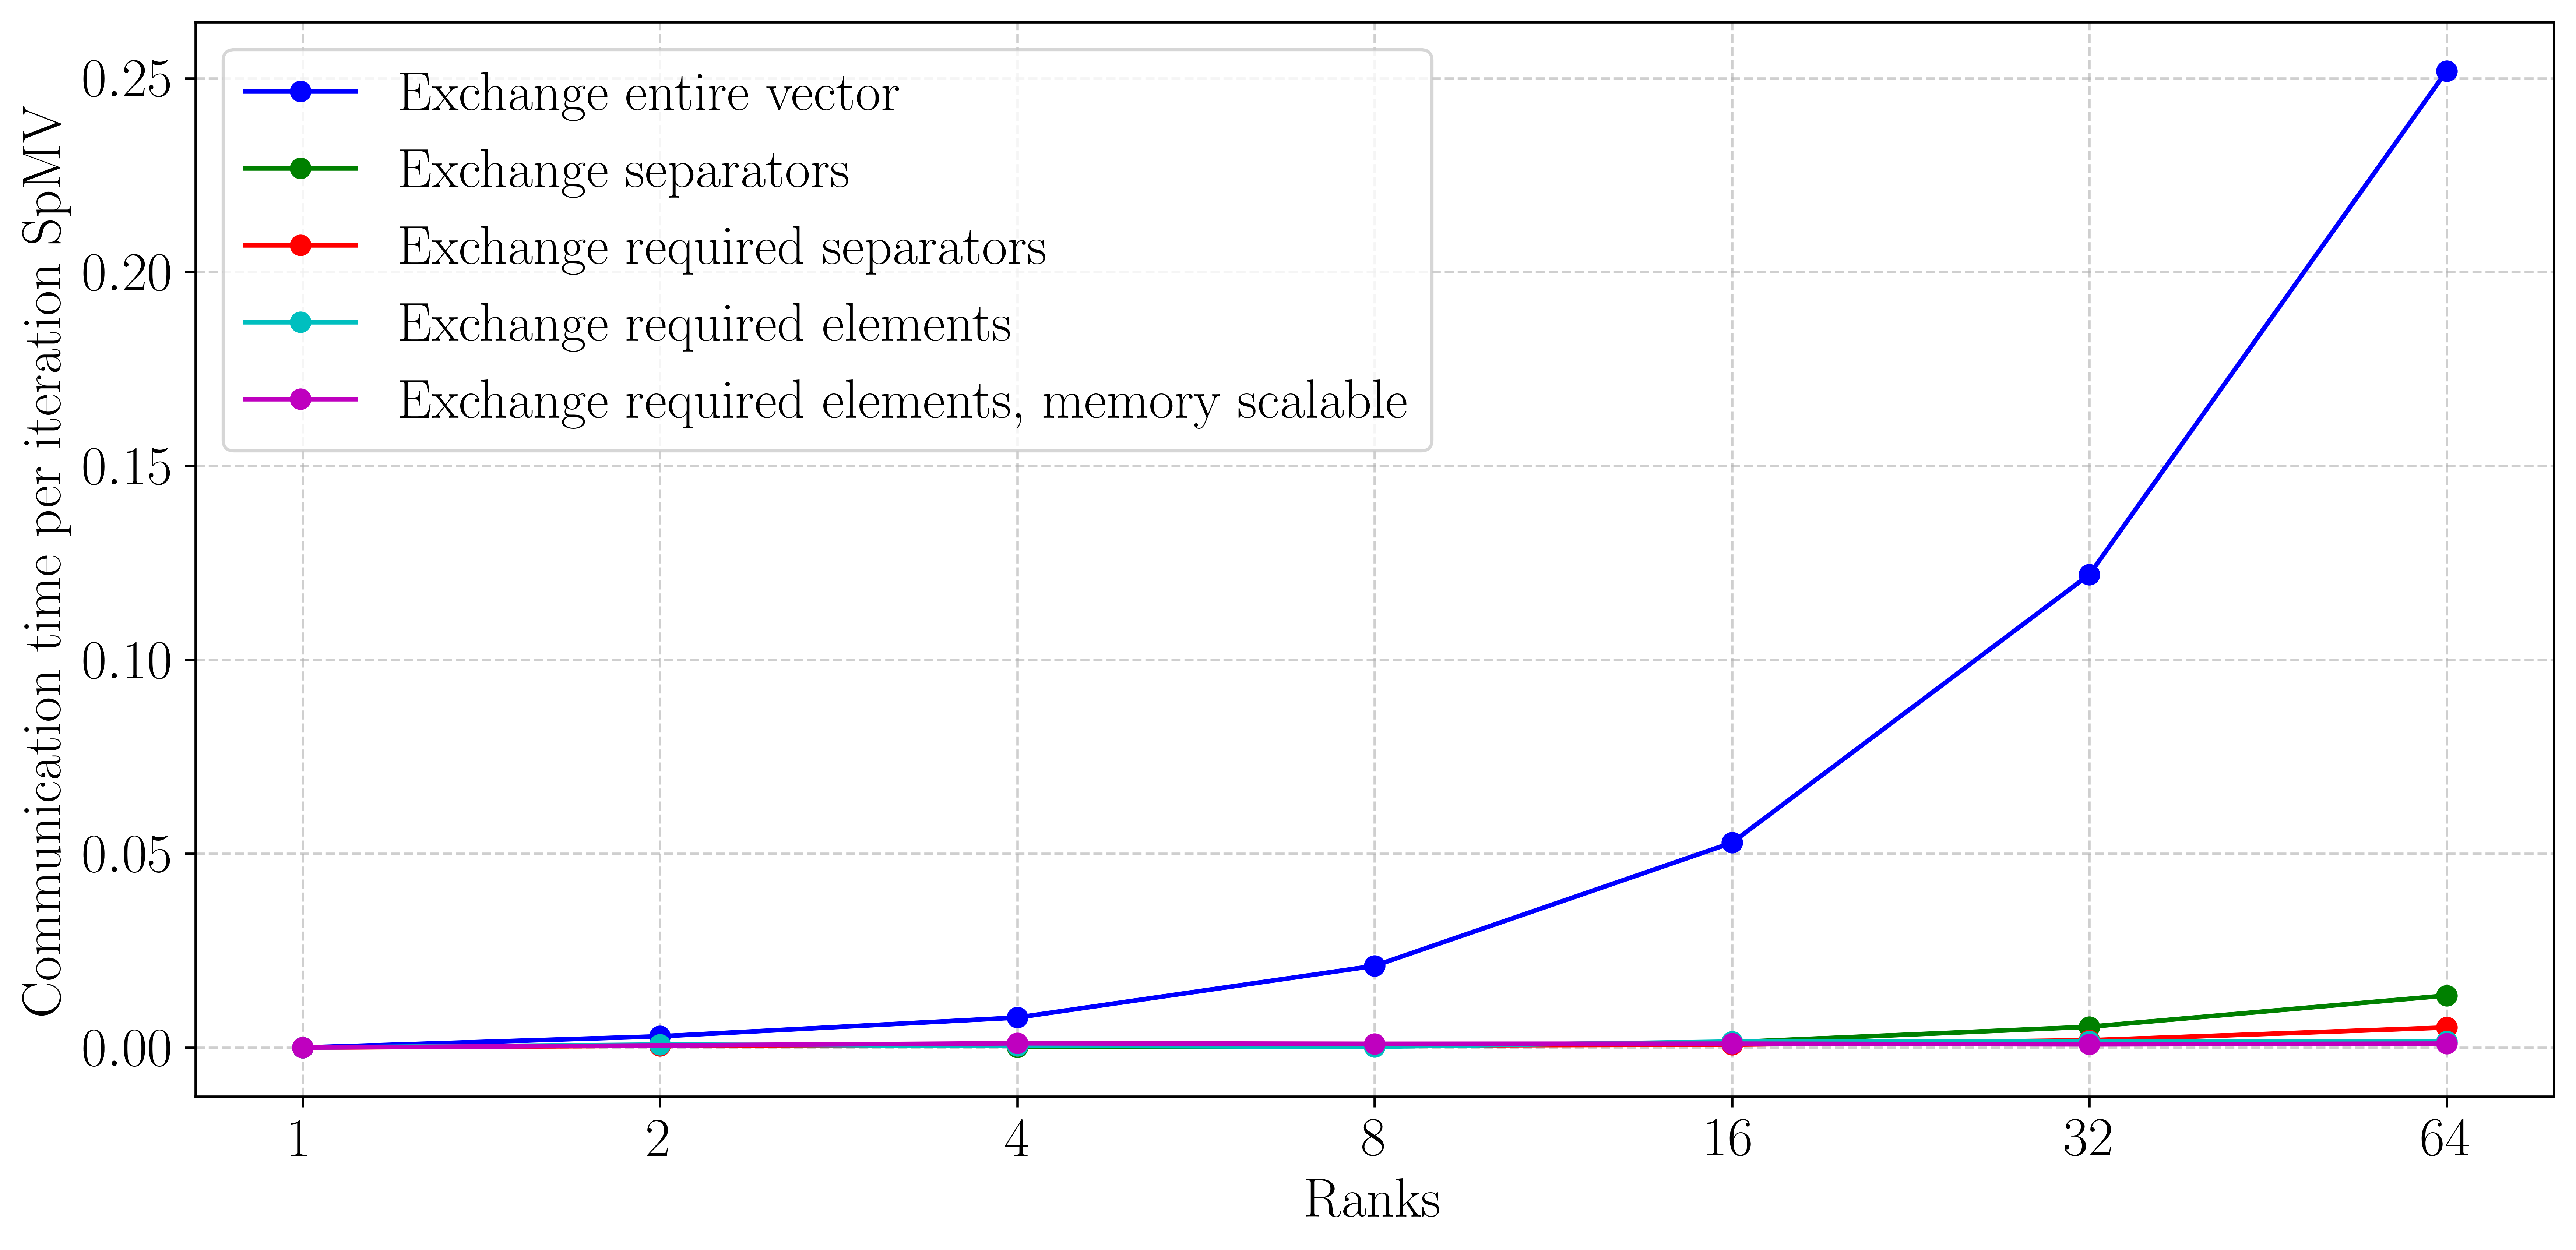 Communication time per iteration SpMV
0.25
0.20
0.15
0.10
0.05
0.00
Exchange entire vector
Exchange separators
Exchange required separators
Exchange required elements
Exchange required elements, memory scalable
1 2 4 8 16 32 64
Ranks